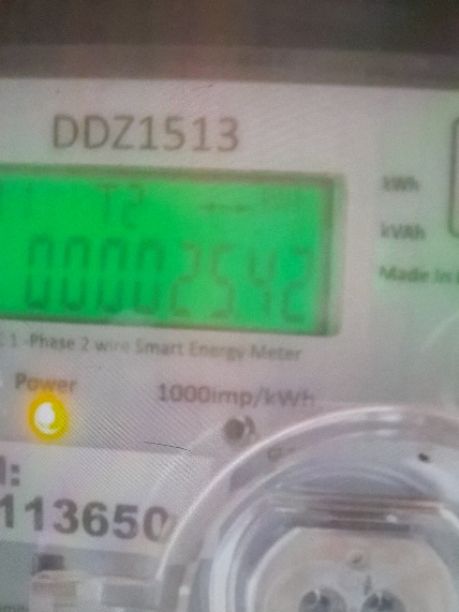 DDZ1513
T2
kWh
00002542
kVAh
Made In
1-Phase 2 wire Smart Energy Meter
Power
1000imp/kWh
113650